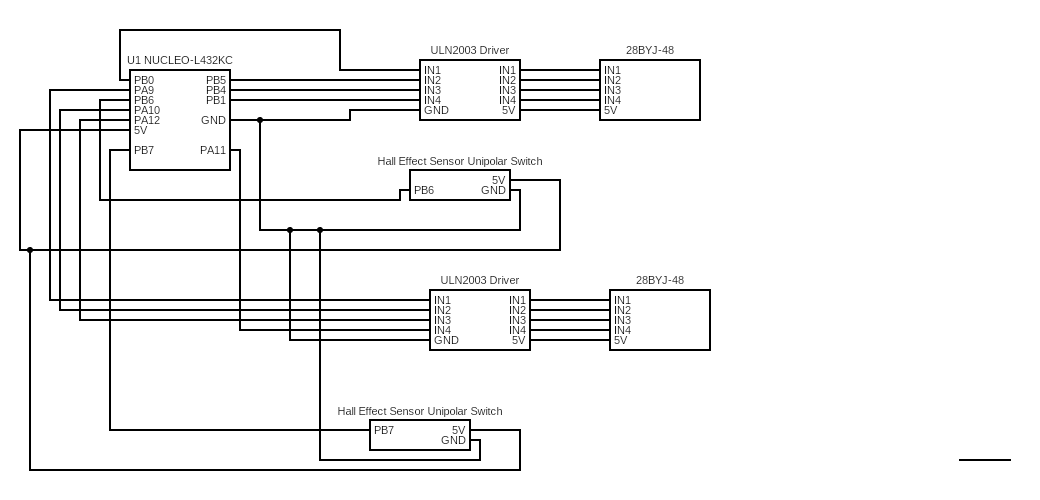 ULN2003 Driver
28BYJ-48
U1 NUCLEO-L432KC
IN1 IN1 IN1
PB0 PB5 IN2 IN2 IN2
PA9 PB4 IN3 IN3 IN3
PB6 PB1 IN4 IN4 IN4
PA10 GND 5V 5V
PA12 GND
5V
PB7 PA11
Hall Effect Sensor Unipolar Switch
5V
PB6 GND
ULN2003 Driver
28BYJ-48
IN1 IN1 IN1
IN2 IN2 IN2
IN3 IN3 IN3
IN4 IN4 IN4
GND 5V 5V
Hall Effect Sensor Unipolar Switch
PB7 5V
GND